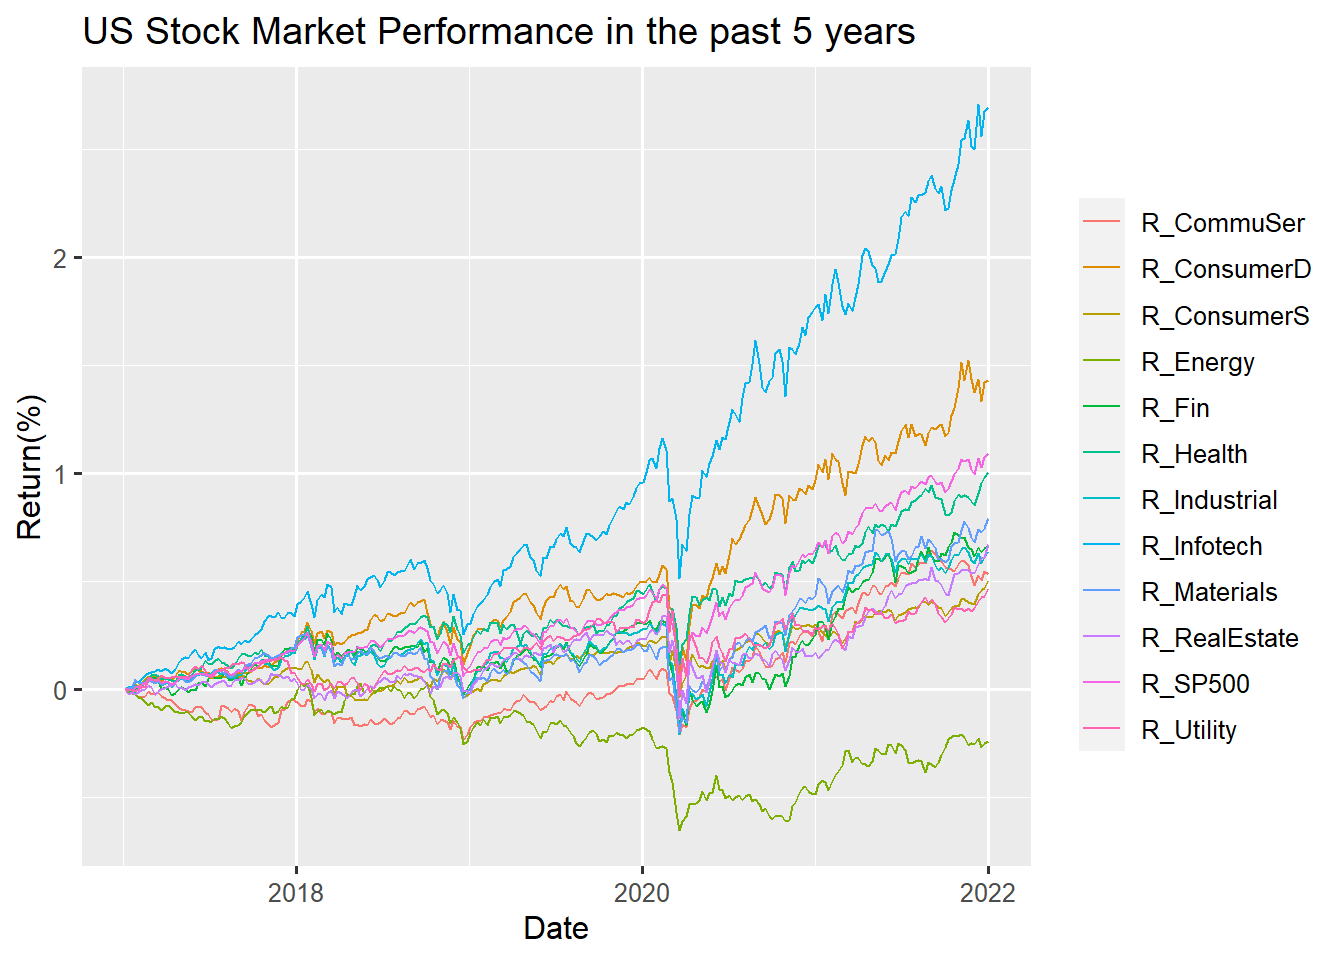 US Stock Market Performance in the past 5 years
Return(%)
2
1
0
2018
2020
2022
Date
R_CommuSer
R_ConsumerD
R_ConsumerS
R_Energy
R_Fin
R_Health
R_Industrial
R_Infotech
R_Materials
R_RealEstate
R_SP500
R_Utility